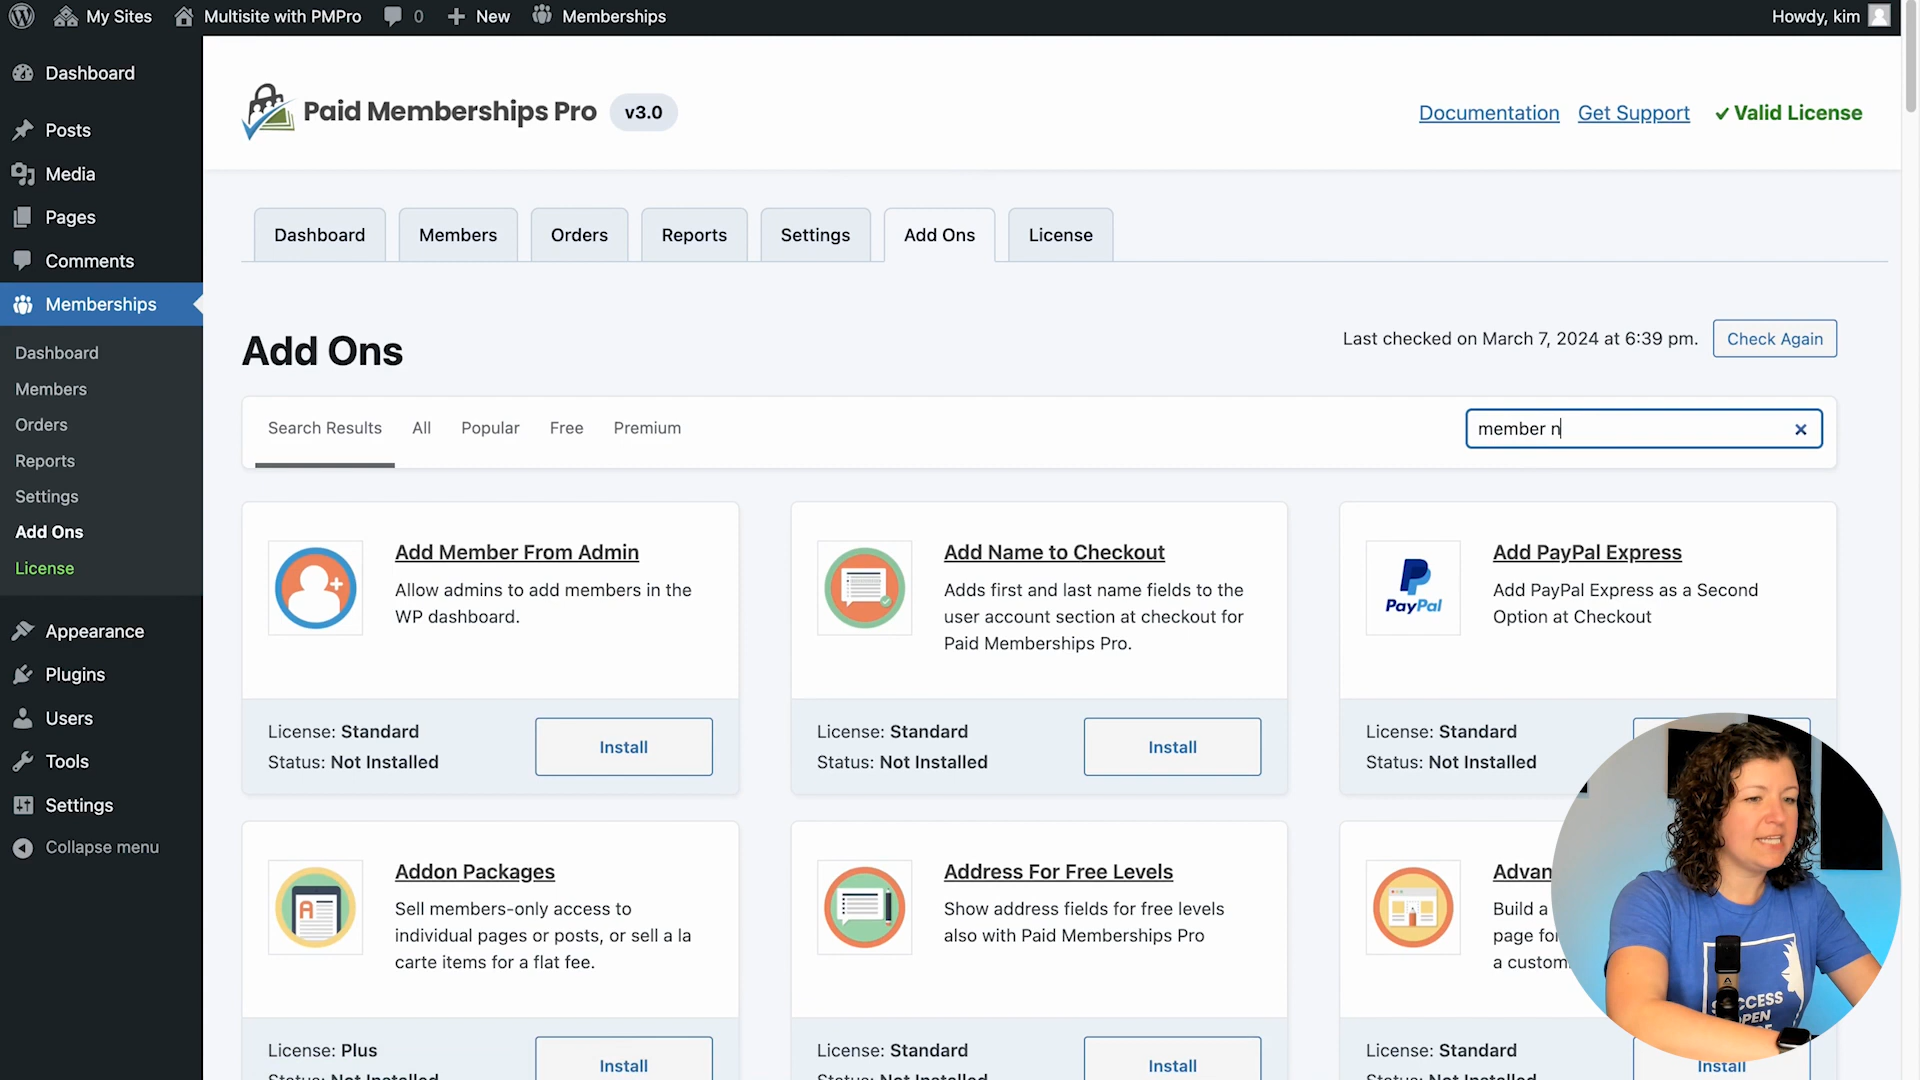 My Sites
Multisite with PMPro
0
New
Memberships
Howdy, kim
Dashboard
Posts
Media
Pages
Comments
Memberships
Dashboard
Members
Orders
Reports
Settings
Add Ons
License
Appearance
Plugins
Users
Tools
Settings
Collapse menu
Paid Memberships Pro v3.0
Documentation Get Support Valid License
Dashboard Members Orders Reports Settings Add Ons License
Add Ons
Last checked on March 7, 2024 at 6:39 pm. Check Again
Search Results All Popular Free Premium
member n
Add Member From Admin
Allow admins to add members in the
WP dashboard.
License: Standard
Status: Not Installed
Install
Add Name to Checkout
Adds first and last name fields to the
user account section at checkout for
Paid Memberships Pro.
License: Standard
Status: Not Installed
Install
PayPal
Add PayPal Express
Add PayPal Express as a Second
Option at Checkout
License: Standard
Status: Not Installed
Addon Packages
Sell members-only access to
individual pages or posts, or sell a la
carte items for a flat fee.
License: Plus
Status: Not Installed
Install
Address For Free Levels
Show address fields for free levels
also with Paid Memberships Pro
License: Standard
Status: Not Installed
Install
Build a
a custom
License: Standard
Status: Not Installed
Install